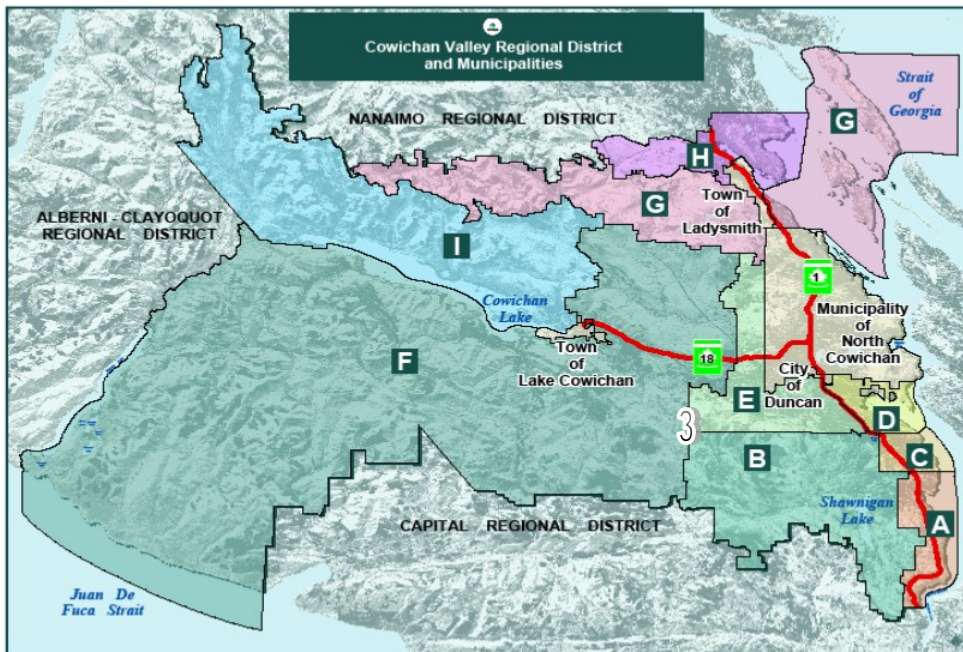 Cowichan Valley Regional District
and Municipalities
Strait
of
Georgia
G
NANAIMO REGIONAL DISTRICT
H
Town
of
Ladysmith
G
ALBERNI - CLAYOQUOT
REGIONAL DISTRICT
I
1
Cowichan
Lake
Municipality
of
North
Cowichan
F
Town
of
Lake Cowichan
18
City
of
Duncan
E
D
3
B
C
Shawnigan
Lake
A
CAPITAL REGIONAL DISTRICT
Juan De
Fuca Strait